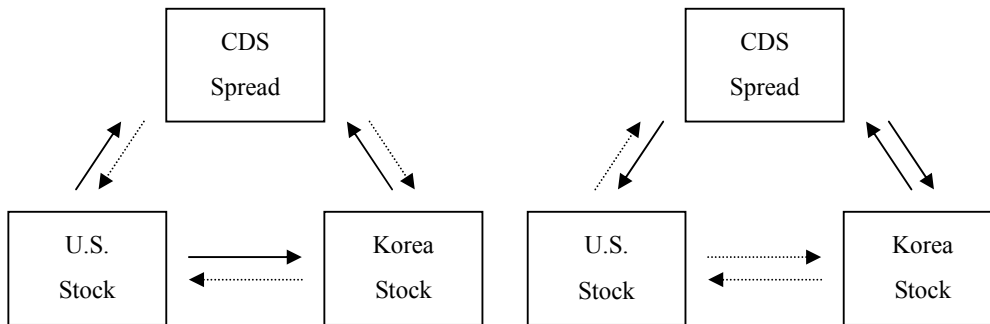 CDS
Spread
U.S.
Stock
Korea
Stock
CDS
Spread
U.S.
Stock
Korea
Stock